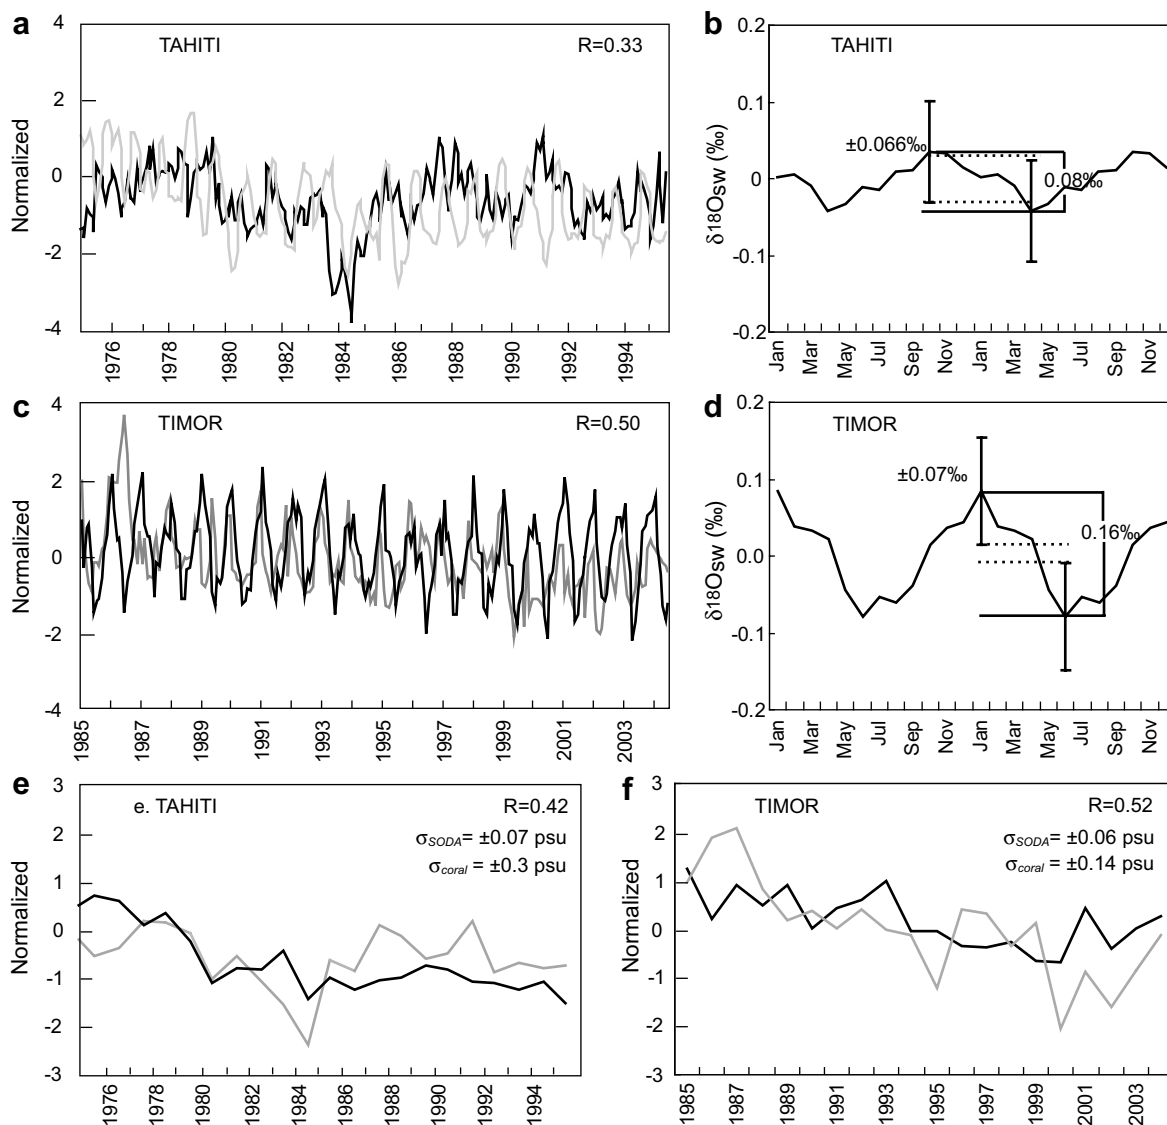 a
TAHITI
R=0.33
Normalized
4
2
0
-2
-4
1976
1978
1980
1982
1984
1986
1988
1990
1992
1994
b
TAHITI
δ18Osw (‰)
0.2
0.1
0
-0.1
-0.2
±0.066‰
0.08‰
Jan
Mar
May
Jul
Sep
Nov
Jan
Mar
May
Jul
Sep
Nov
c
TIMOR
R=0.50
Normalized
4
2
0
-2
-4
1985
1987
1989
1991
1993
1995
1997
1999
2001
2003
d
TIMOR
δ18Osw (‰)
0.2
0.1
0.0
-0.1
-0.2
±0.07‰
0.16‰
Jan
Mar
May
Jul
Sep
Nov
Jan
Mar
May
Jul
Sep
Nov
e
e. TAHITI
R=0.42
σSODA= ±0.07 psu
σcoral = ±0.3 psu
Normalized
3
2
1
0
-1
-2
-3
1976
1978
1980
1982
1984
1986
1988
1990
1992
1994
f
TIMOR
R=0.52
σSODA= ±0.06 psu
σcoral = ±0.14 psu
Normalized
3
2
1
0
-1
-2
-3
1985
1987
1989
1991
1993
1995
1997
1999
2001
2003